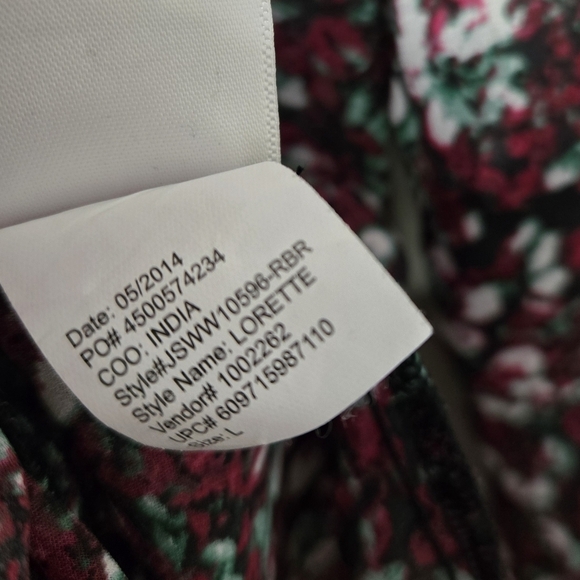 Date: 05/2014
PO# 4500574234
COO: INDIA
Style#JSWW10596-RBR
Style Name: LORETTE
Vendor# 1002262
UPC# 609715987110
Size: L